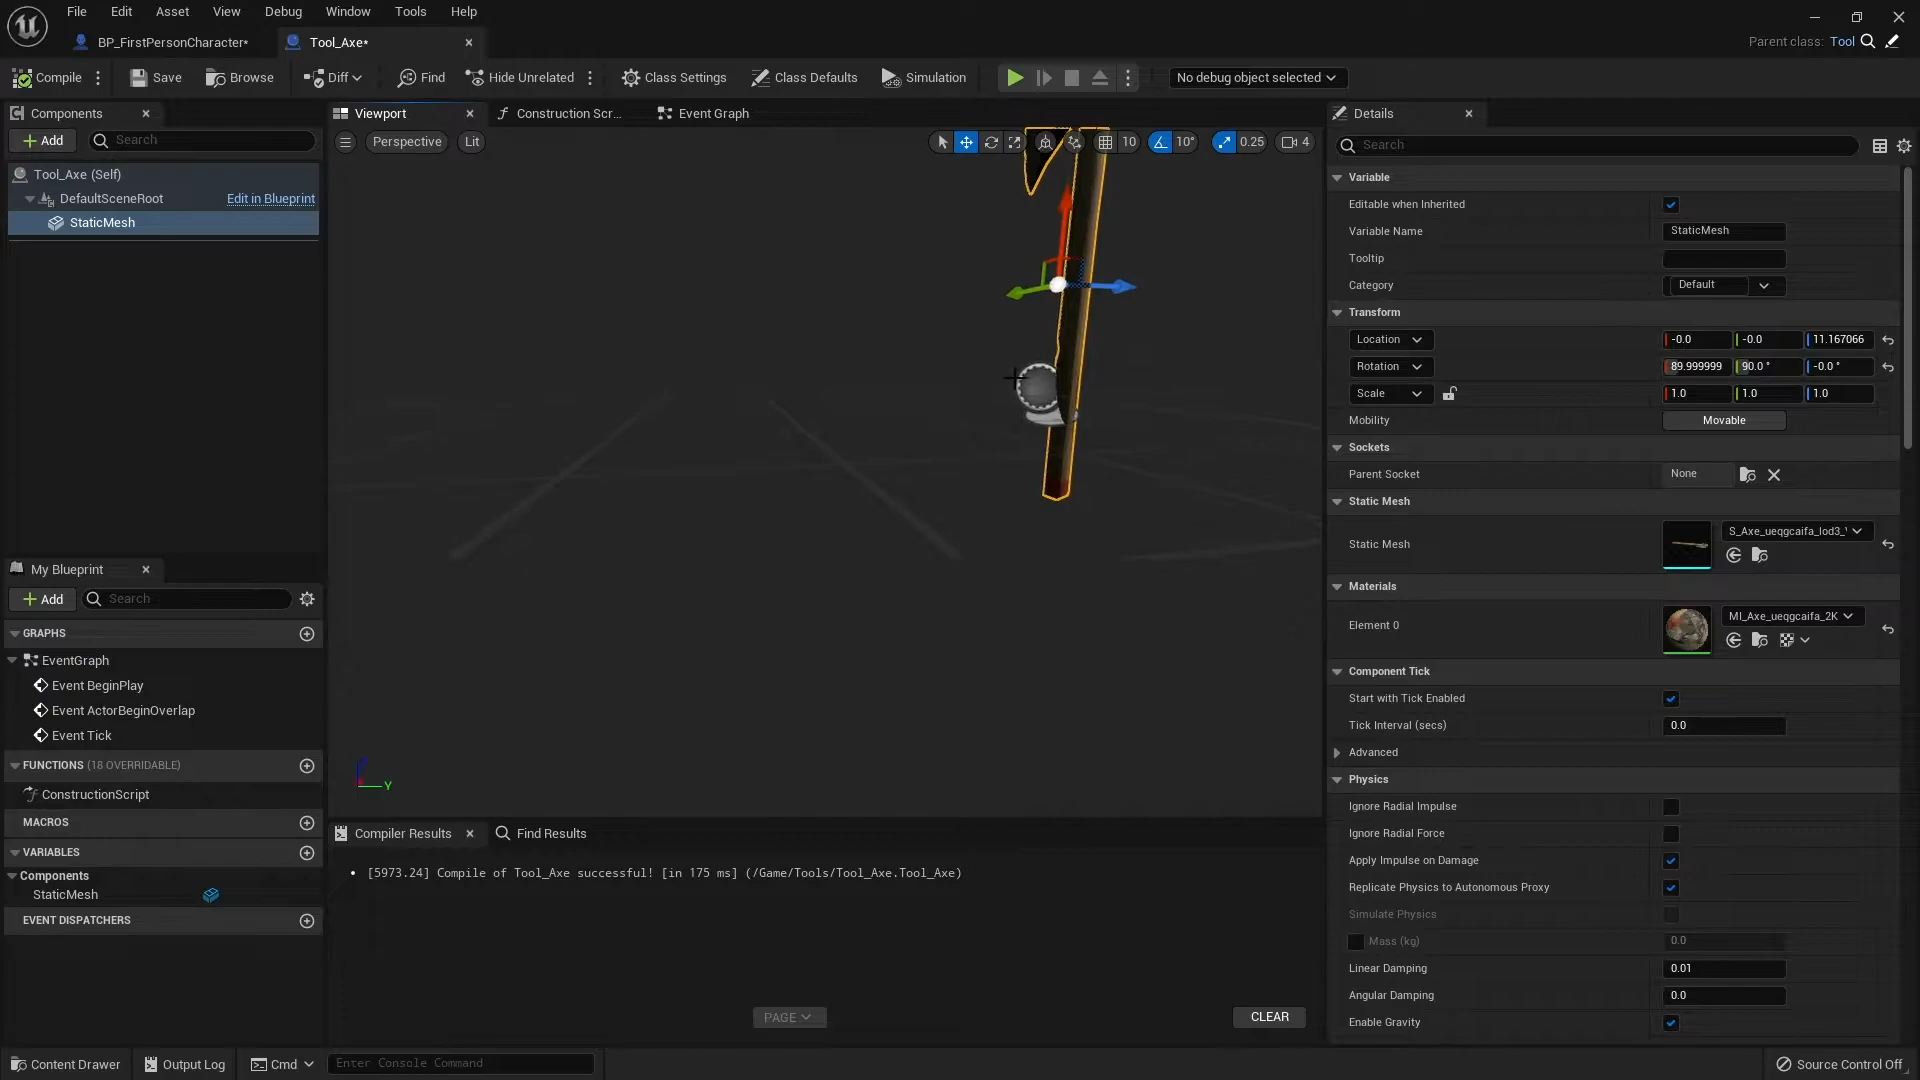 File Edit Asset View Debug Window Tools Help
BP_FirstPersonCharacter* Tool_Axe* Parent class: Tool
Compile Save Browse Diff Find Hide Unrelated Class Settings Class Defaults Simulation No debug object selected
Components Viewport Construction Scr... Event Graph Details
Add Search Perspective Lit 10 10° 0.25 4 Search
Tool_Axe (Self)
DefaultSceneRoot Edit in Blueprint
StaticMesh
Variable
Editable when Inherited
Variable Name StaticMesh
Tooltip
Category Default
Transform
Location -0.0 -0.0 11.167066
Rotation 89.999999 90.0 ° -0.0 °
Scale 1.0 1.0 1.0
Mobility Movable
Sockets
Parent Socket None
Static Mesh
Static Mesh S_Axe_ueqgcaifa_lod3_
Materials
Element 0 MI_Axe_ueqgcaifa_2K
Component Tick
Start with Tick Enabled
Tick Interval (secs) 0.0
Advanced
Physics
Ignore Radial Impulse
Ignore Radial Force
Apply Impulse on Damage
Replicate Physics to Autonomous Proxy
Simulate Physics
Mass (kg) 0.0
Linear Damping 0.01
Angular Damping 0.0
Enable Gravity
My Blueprint
Add Search
GRAPHS
EventGraph
Event BeginPlay
Event ActorBeginOverlap
Event Tick
FUNCTIONS (18 OVERRIDABLE)
ConstructionScript
MACROS
VARIABLES
Components
StaticMesh
EVENT DISPATCHERS
Y
Compiler Results Find Results
• [5973.24] Compile of Tool_Axe successful! [in 175 ms] (/Game/Tools/Tool_Axe.Tool_Axe)
PAGE CLEAR
Content Drawer Output Log Cmd Enter Console Command Source Control Off